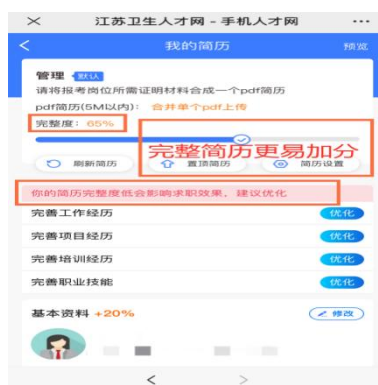 江苏卫生人才网 - 手机人才网
我的简历
预览
管理 默认
请将报考岗位所需证明材料合成一个pdf简历
pdf简历(5M以内): 合并单个pdf上传
完整度: 65%
完整简历更易加分
刷新简历 置顶简历 简历设置
你的简历完整度低会影响求职效果，建议优化
完善工作经历 优化
完善项目经历 优化
完善培训经历 优化
完善职业技能 优化
基本资料 +20% 修改